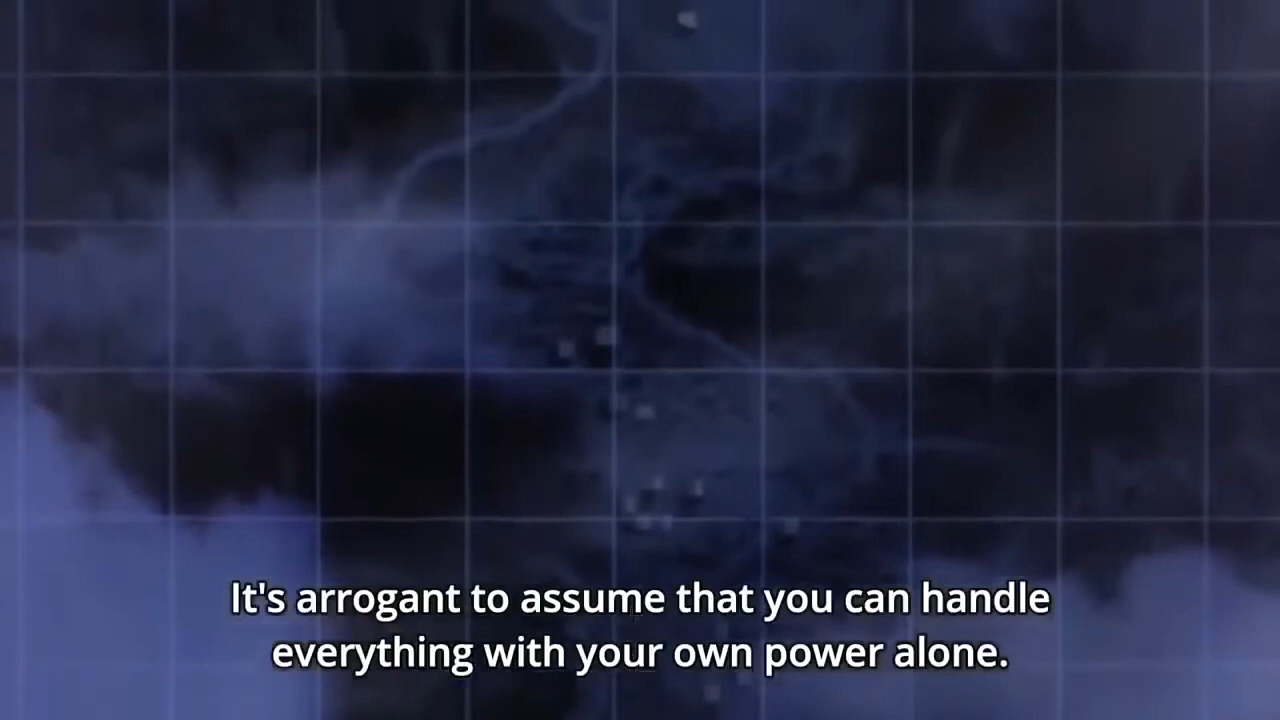 It's arrogant to assume that you can handle
everything with your own power alone.